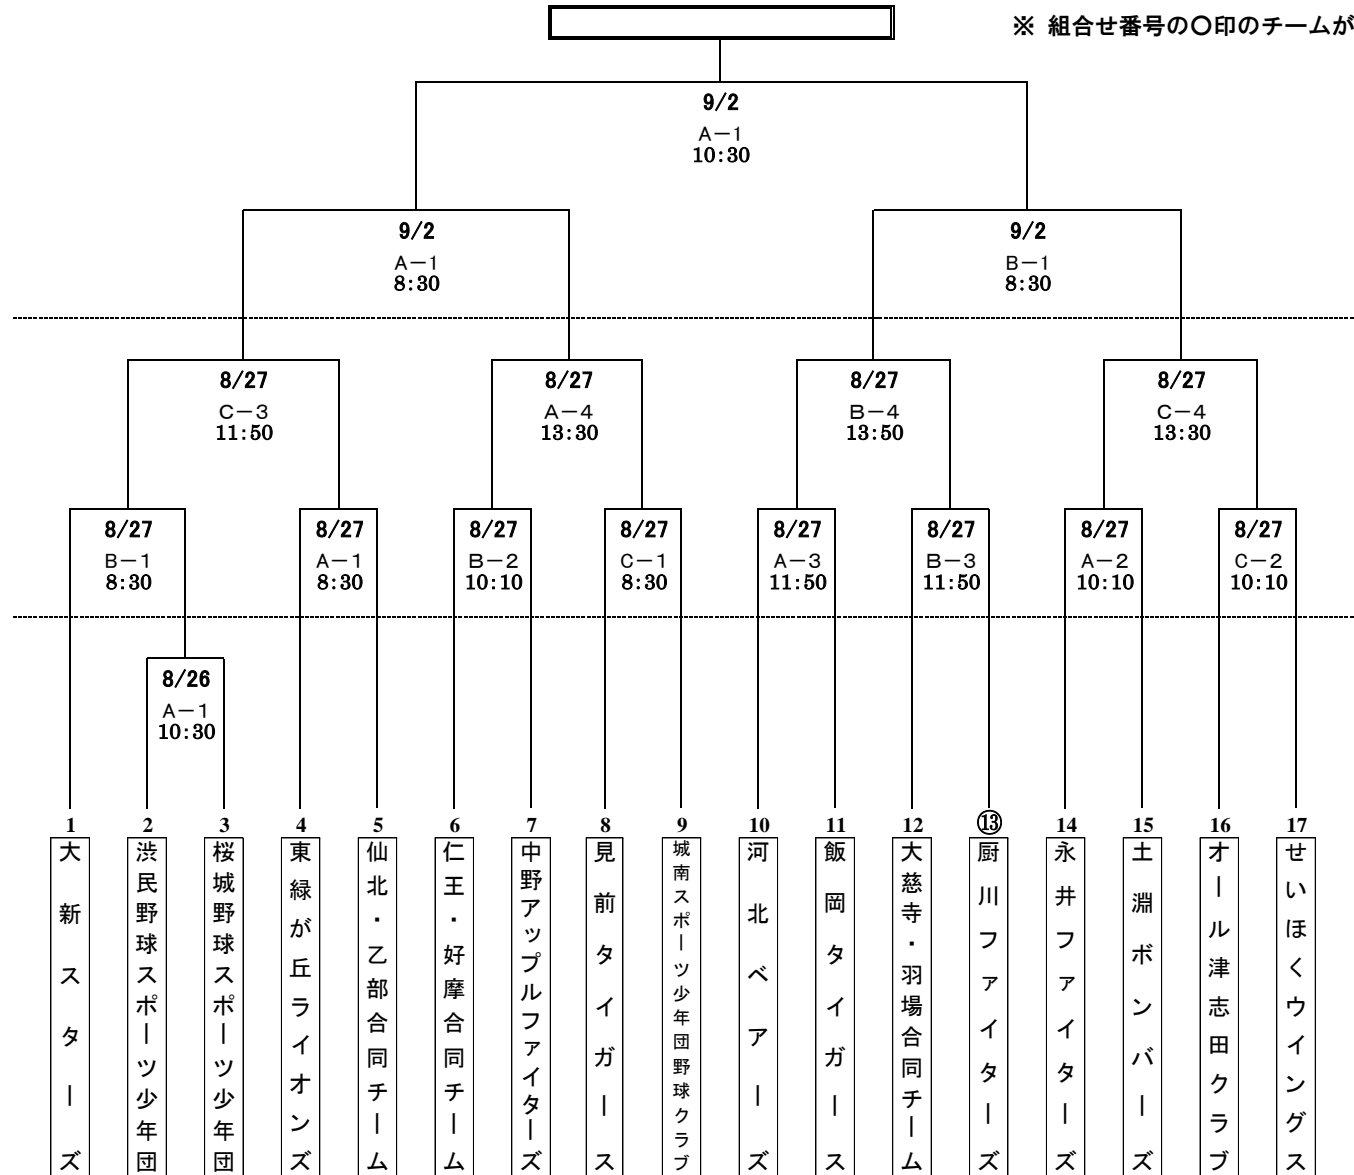 ※ 組合せ番号の〇印のチームが
9/2
A－1
10:30
9/2
A－1
8:30
9/2
B－1
8:30
8/27
C－3
11:50
8/27
A－4
13:30
8/27
B－4
13:50
8/27
C－4
13:30
8/27
B－1
8:30
8/27
A－1
8:30
8/27
B－2
10:10
8/27
C－1
8:30
8/27
A－3
11:50
8/27
B－3
11:50
8/27
A－2
10:10
8/27
C－2
10:10
8/26
A－1
10:30
1
大新スターズ
2
渋民野球スポーツ少年団
3
桜城野球スポーツ少年団
4
東緑が丘ライオンズ
5
仙北・乙部合同チーム
6
仁王・好摩合同チーム
7
中野アップルファイターズ
8
見前タイガース
9
城南スポーツ少年団野球クラブ
10
河北ベアーズ
11
飯岡タイガース
12
大慈寺・羽場合同チーム
⑬
厨川ファイターズ
14
永井ファイターズ
15
土淵ボンバーズ
16
オール津志田クラブ
17
せいほくウイングス